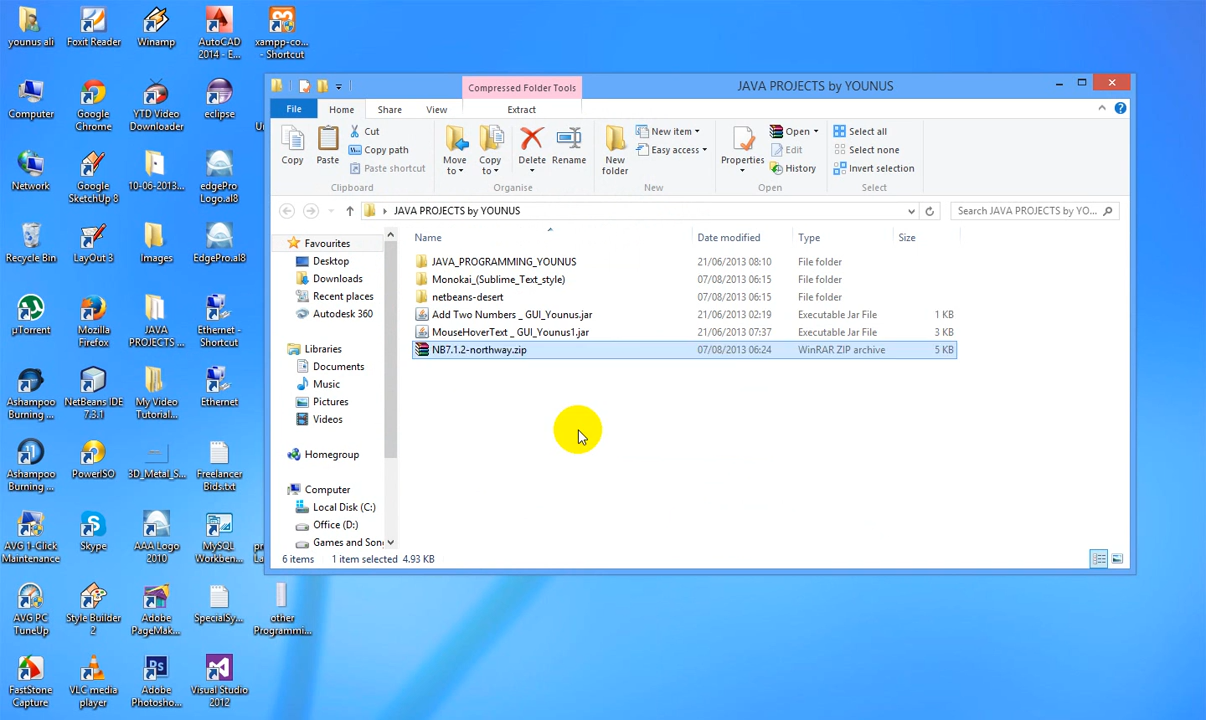 younus ali
Foxit Reader
Winamp
AutoCAD
2014 - E...
xampp-co...
- Shortcut
Computer
Google
Chrome
YTD Video
Downloader
eclipse
Network
Google
SketchUp 8
10-06-2013...
edgePro
Logo.al8
Recycle Bin
LayOut 3
Images
EdgePro.al8
µTorrent
Mozilla
Firefox
JAVA
PROJECTS ...
Ethernet -
Shortcut
Ashampoo
Burning ...
NetBeans IDE
7.3.1
My Video
Tutorial...
Ethernet
Ashampoo
Burning ...
PowerISO
3D_Metal_S...
Freelancer
Bids.txt
AVG 1-Click
Maintenance
Skype
AAA Logo
2010
MySQL
Workben...
AVG PC
TuneUp
Style Builder
2
Adobe
PageMak...
SpecialSy...
other
Programmi...
FastStone
Capture
VLC media
player
Adobe
Photosho...
Visual Studio
2012
Compressed Folder Tools
JAVA PROJECTS by YOUNUS
File Home Share View Extract
Copy
Paste
Cut
Copy path
Paste shortcut
Clipboard
Move
to
Copy
to
Delete
Rename
Organise
New
folder
New item
Easy access
New
Properties
Open
Edit
History
Open
Select all
Select none
Invert selection
Select
JAVA PROJECTS by YOUNUS
Search JAVA PROJECTS by YO...
Favourites
Desktop
Downloads
Recent places
Autodesk 360
Libraries
Documents
Music
Pictures
Videos
Homegroup
Computer
Local Disk (C:)
Office (D:)
Games and Son
Name Date modified Type Size
JAVA_PROGRAMMING_YOUNUS 21/06/2013 08:10 File folder
Monokai_(Sublime_Text_style) 07/08/2013 06:15 File folder
netbeans-desert 07/08/2013 06:15 File folder
Add Two Numbers _ GUI_Younus.jar 21/06/2013 02:19 Executable Jar File 1 KB
MouseHoverText _ GUI_Younus1.jar 21/06/2013 07:37 Executable Jar File 3 KB
NB7.1.2-northway.zip 07/08/2013 06:24 WinRAR ZIP archive 5 KB
6 items 1 item selected 4.93 KB